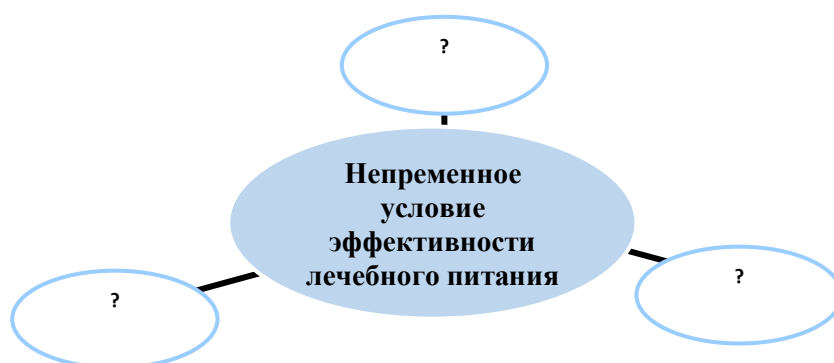 ?
Непременное
условие
эффективности
лечебного питания
?
?